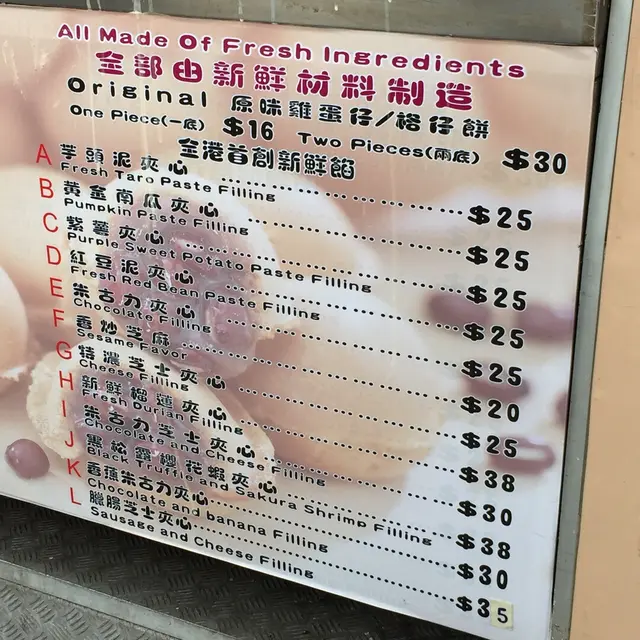 All Made Of Fresh Ingredients
全部由新鮮材料制造
Original 原味雞蛋仔/格仔餅
One Piece(一底) $16 Two Pieces(兩底) $30
全港首創新鮮餡
A 芋頭泥夾心 $25
Fresh Taro Paste Filling
B 黃金南瓜夾心 $25
Pumpkin Paste Filling
C 紫薯夾心 $25
Purple Sweet Potato Paste Filling
D 紅豆泥夾心 $25
Fresh Red Bean Paste Filling
E 朱古力夾心 $25
Chocolate Filling
F 香炒芝麻 $20
Sesame Flavor
G 特濃芝士夾心 $25
Cheese Filling
H 新鮮榴蓮夾心 $38
Fresh Durian Filling
I 朱古力芝士夾心 $30
Chocolate and Cheese Filling
J 黑松露櫻花蝦夾心 $38
Black Truffle and Sakura Shrimp Filling
K 香蕉朱古力夾心 $30
Chocolate and banana Filling
L 臘腸芝士夾心 $35
Sausage and Cheese Filling